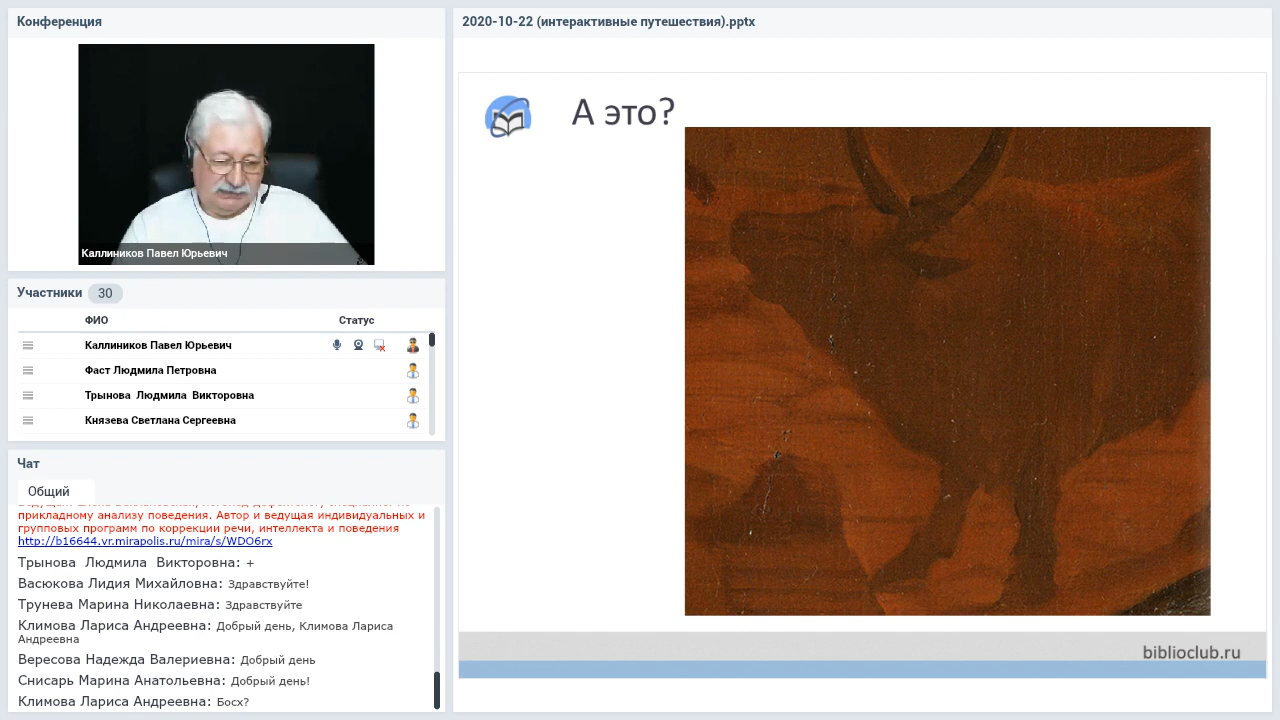 Конференция
Каллиников Павел Юрьевич
Участники 30
ФИО Статус
Каллиников Павел Юрьевич
Фаст Людмила Петровна
Трынова Людмила Викторовна
Князева Светлана Сергеевна
Чат
Общий
прикладному анализу поведения. Автор и ведущая индивидуальных и
групповых программ по коррекции речи, интеллекта и поведения
http://b16644.vr.mirapolis.ru/mira/s/WDO6rx
Трынова Людмила Викторовна: +
Васюкова Лидия Михайловна: Здравствуйте!
Трунева Марина Николаевна: Здравствуйте
Климова Лариса Андреевна: Добрый день, Климова Лариса
Андреевна
Вересова Надежда Валериевна: Добрый день
Снисарь Марина Анатольевна: Добрый день!
Климова Лариса Андреевна: Босх?
2020-10-22 (интерактивные путешествия).pptx
А это?
biblioclub.ru